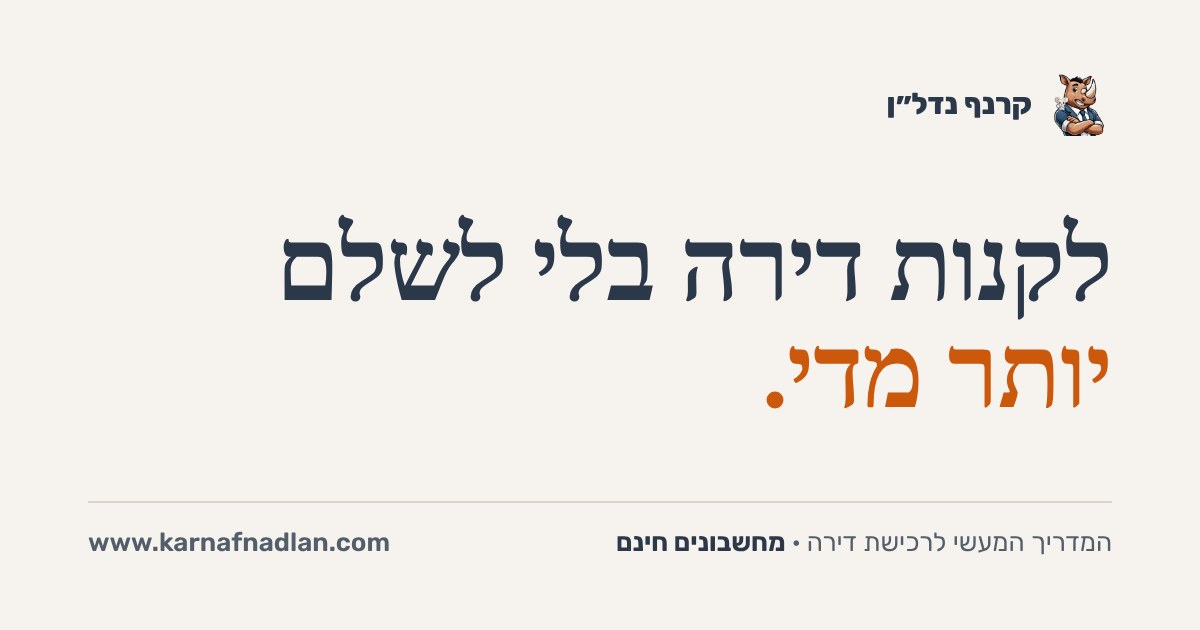 קרנף נדל״ן
לקנות דירה בלי לשלם
יותר מדי.
המדריך המעשי לרכישת דירה • מחשבונים חינם
www.karnafnadlan.com